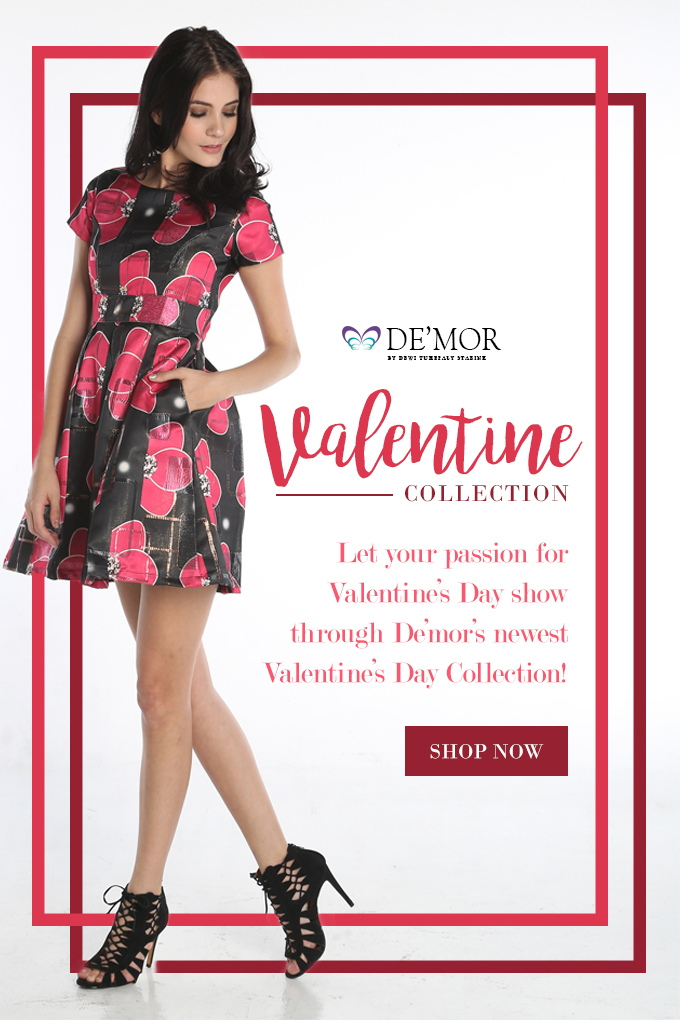 DE'MOR
Valentine
COLLECTION
Let your passion for
Valentine's Day show
through De'mor's newest
Valentine's Day Collection!
SHOP NOW